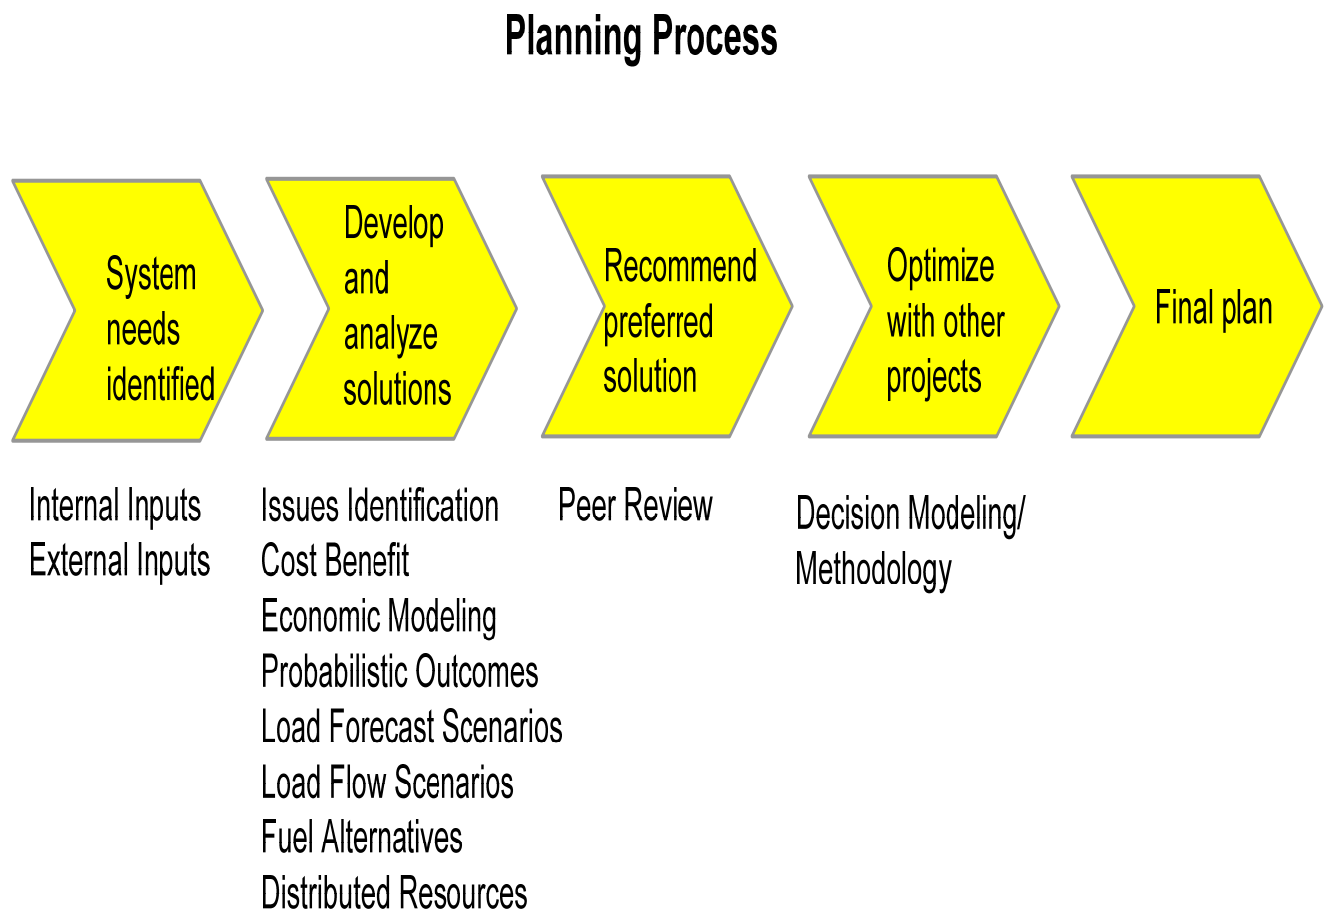 Planning Process
System
needs
identified
Develop
and
analyze
solutions
Recommend
preferred
solution
Optimize
with other
projects
Final plan
Internal Inputs
External Inputs
Issues Identification
Cost Benefit
Economic Modeling
Probabilistic Outcomes
Load Forecast Scenarios
Load Flow Scenarios
Fuel Alternatives
Distributed Resources
Peer Review
Decision Modeling/
Methodology